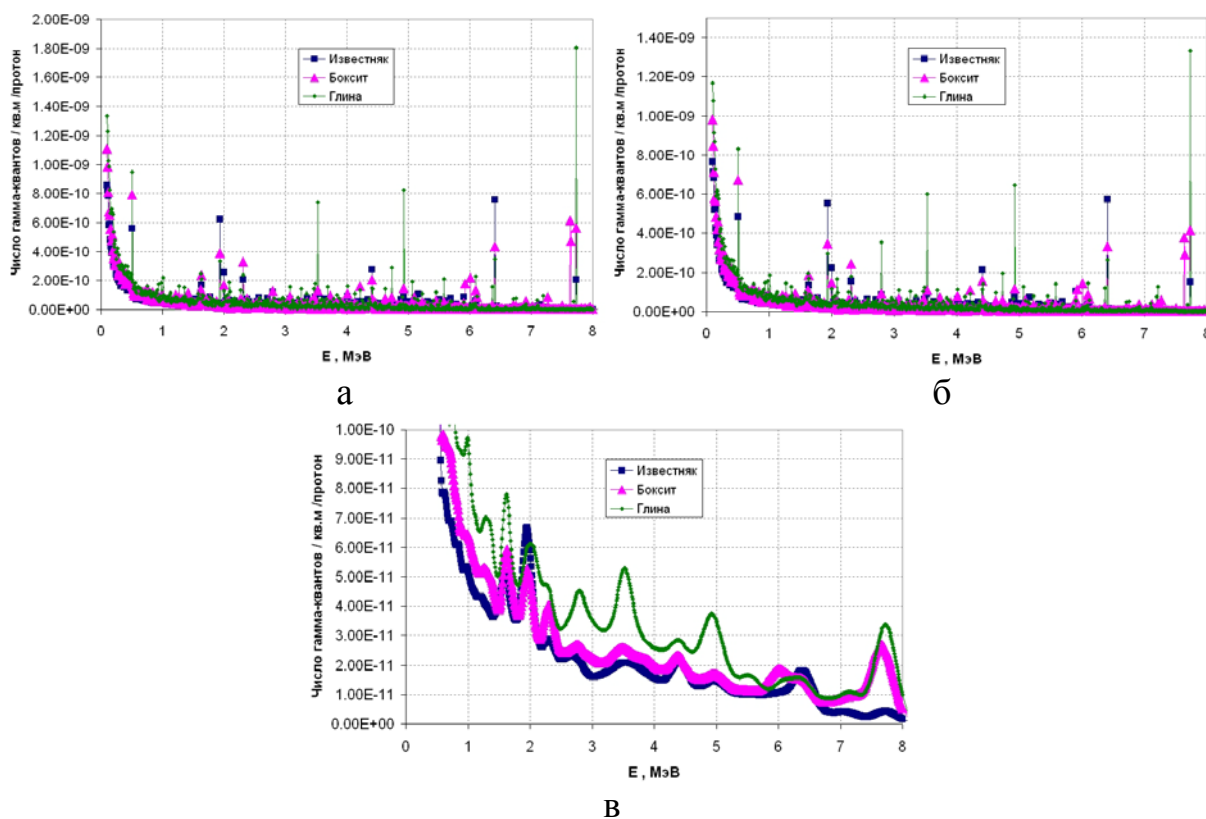 2.00E-09
1.80E-09
1.60E-09
1.40E-09
1.20E-09
1.00E-09
8.00E-10
6.00E-10
4.00E-10
2.00E-10
0.00E+00
Число гамма-квантов / кв.м /протон
Известняк
Боксит
Глина
0 1 2 3 4 5 6 7 8
E , МэВ
а
1.40E-09
1.20E-09
1.00E-09
8.00E-10
6.00E-10
4.00E-10
2.00E-10
0.00E+00
Число гамма-квантов / кв.м /протон
Известняк
Боксит
Глина
0 1 2 3 4 5 6 7 8
E , МэВ
б
1.00E-10
9.00E-11
8.00E-11
7.00E-11
6.00E-11
5.00E-11
4.00E-11
3.00E-11
2.00E-11
1.00E-11
0.00E+00
Число гамма-квантов / кв.м /протон
Известняк
Боксит
Глина
0 1 2 3 4 5 6 7 8
E , МэВ
в